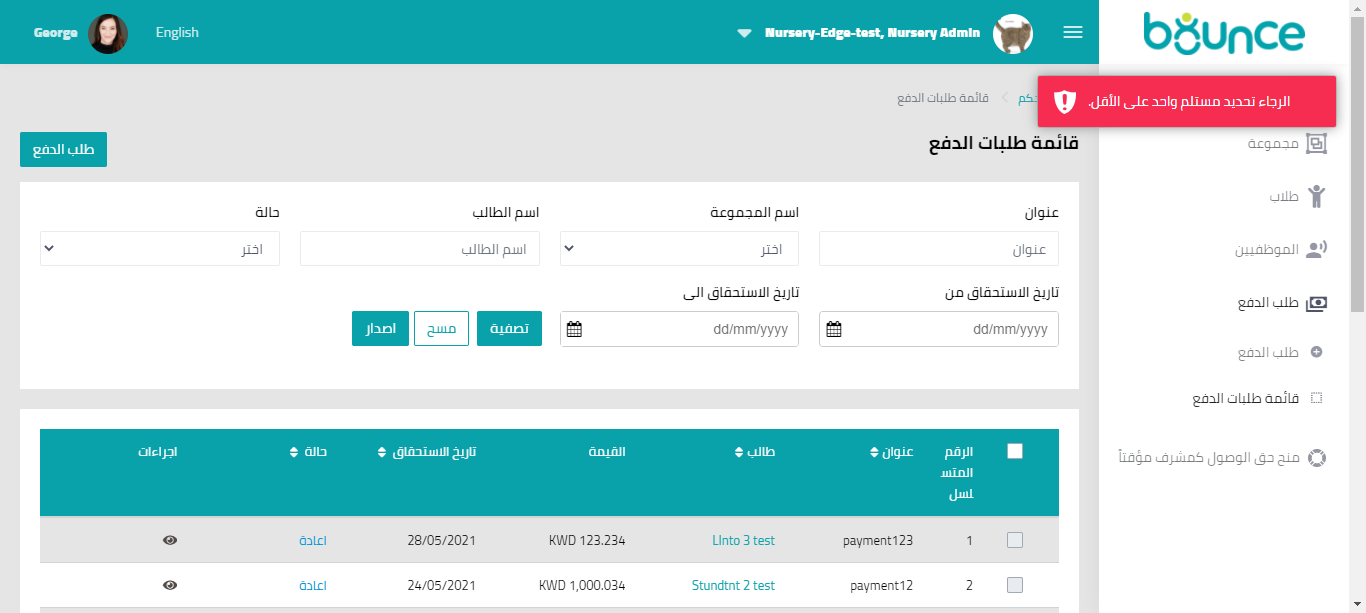 bounce
Nursery-Edge-test, Nursery Admin
English
George
الرجاء تحديد مستلم واحد على الأقل.
قائمة طلبات الدفع
قائمة طلبات الدفع
طلب الدفع
مجموعة
طلاب
الموظفيين
طلب الدفع
طلب الدفع
قائمة طلبات الدفع
منح حق الوصول كمشرف مؤقتاً
عنوان
اسم المجموعة
اسم الطالب
حالة
عنوان
اختر
اسم الطالب
اختر
تاريخ الاستحقاق من
تاريخ الاستحقاق الى
dd/mm/yyyy
dd/mm/yyyy
تصفية
مسح
اصدار
الرقم المتسلسل
عنوان
طالب
القيمة
تاريخ الاستحقاق
حالة
اجراءات
1 payment123 LInto 3 test KWD 123.234 28/05/2021 اعادة
2 payment12 Stundtnt 2 test KWD 1,000.034 24/05/2021 اعادة